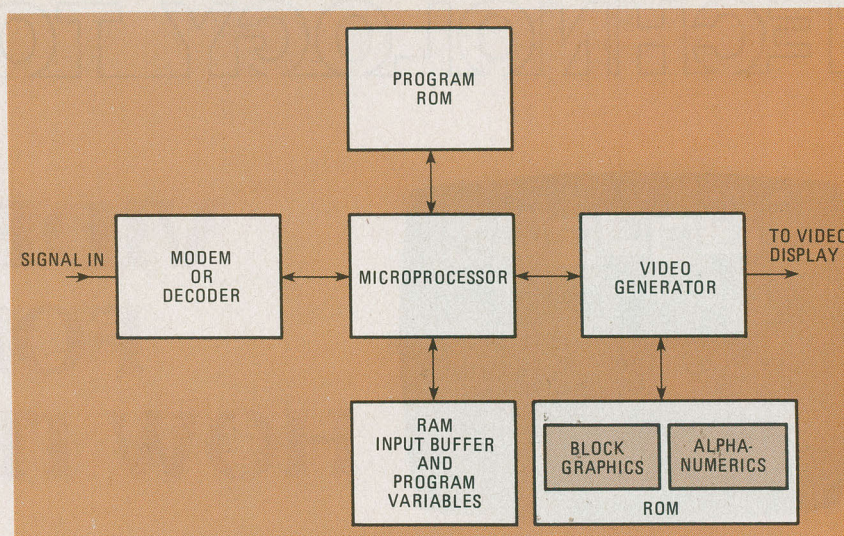 PROGRAM
ROM
SIGNAL IN
MODEM
OR
DECODER
MICROPROCESSOR
VIDEO
GENERATOR
TO VIDEO
DISPLAY
RAM
INPUT BUFFER
AND
PROGRAM
VARIABLES
BLOCK
GRAPHICS
ALPHA-
NUMERICS
ROM